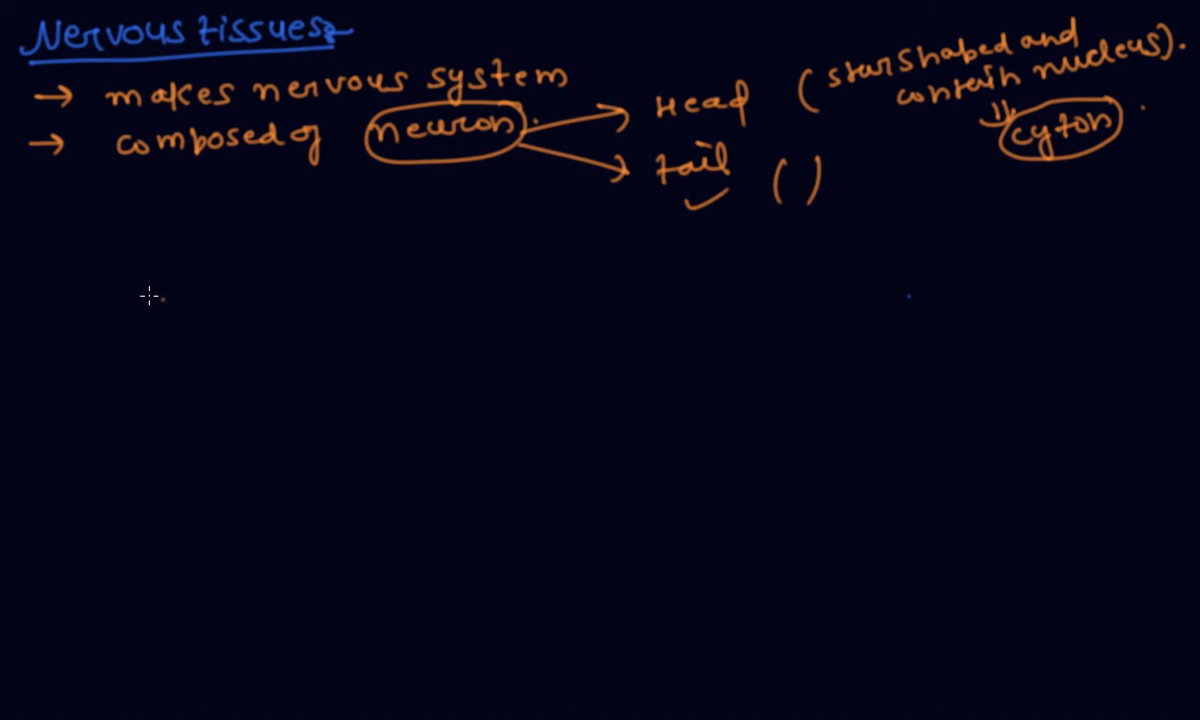 Nervous tissues
→ makes nervous system
→ composed of neuron.
Head (star shaped and
contain nucleus).
cyton
tail ( )